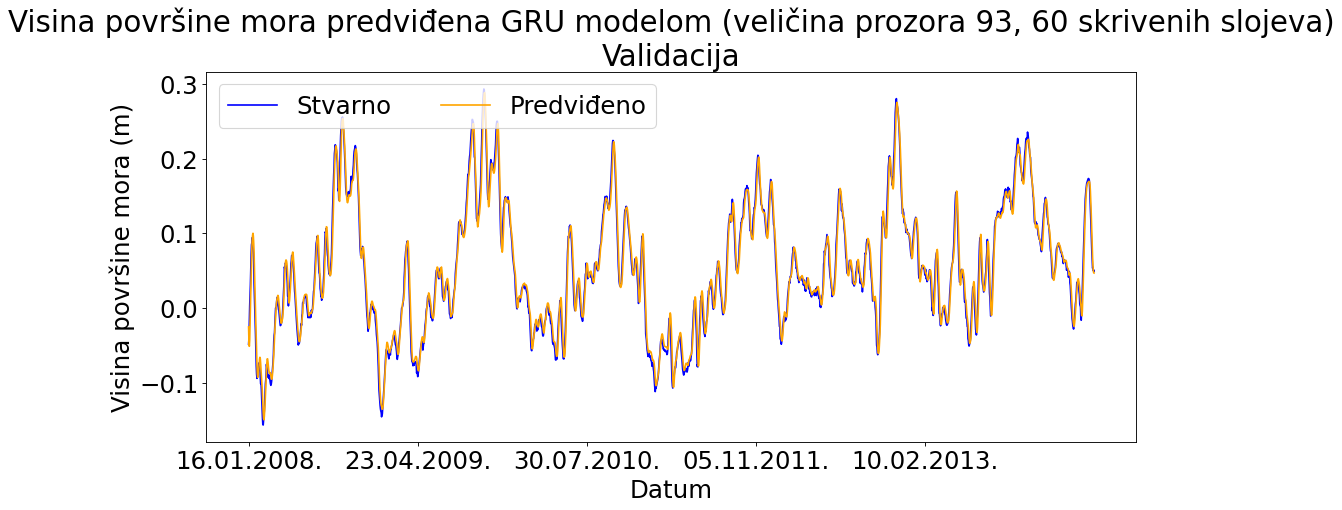 Visina površine mora predviđena GRU modelom (veličina prozora 93, 60 skrivenih slojeva)
Validacija
Stvarno Predviđeno
Visina površine mora (m)
0.3
0.2
0.1
0.0
−0.1
16.01.2008. 23.04.2009. 30.07.2010. 05.11.2011. 10.02.2013.
Datum